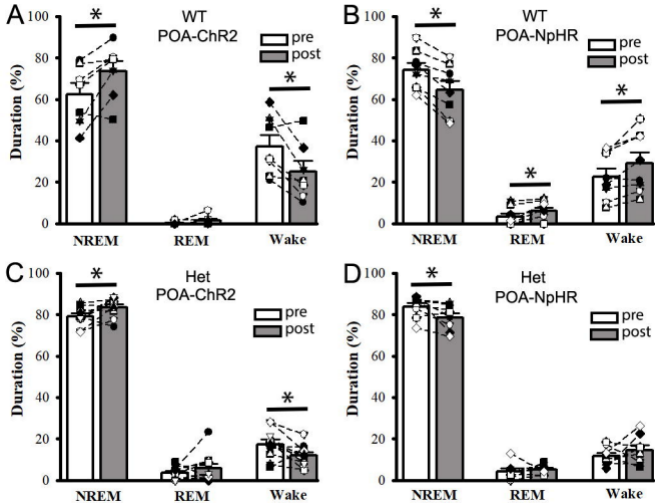 A
WT
POA-ChR2
*
pre
post
*
Duration (%)
100
80
60
40
20
0
NREM REM Wake
B
WT
POA-NpHR
*
pre
post
*
*
Duration (%)
100
80
60
40
20
0
NREM REM Wake
C
Het
POA-ChR2
*
pre
post
*
Duration (%)
100
80
60
40
20
0
NREM REM Wake
D
Het
POA-NpHR
*
pre
post
Duration (%)
100
80
60
40
20
0
NREM REM Wake